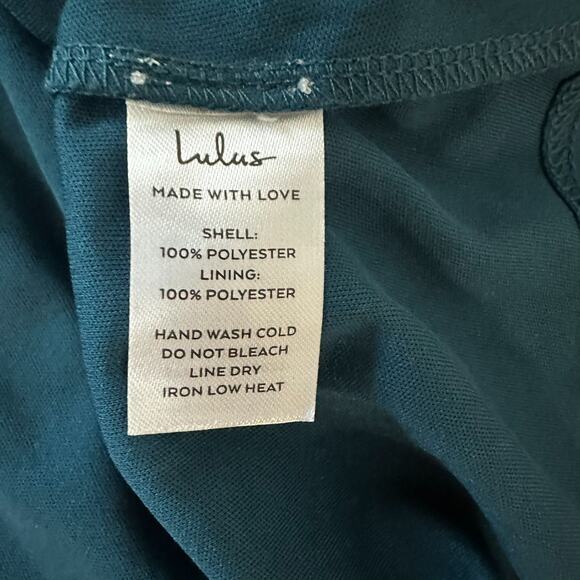 Lulus
MADE WITH LOVE
SHELL:
100% POLYESTER
LINING:
100% POLYESTER
HAND WASH COLD
DO NOT BLEACH
LINE DRY
IRON LOW HEAT